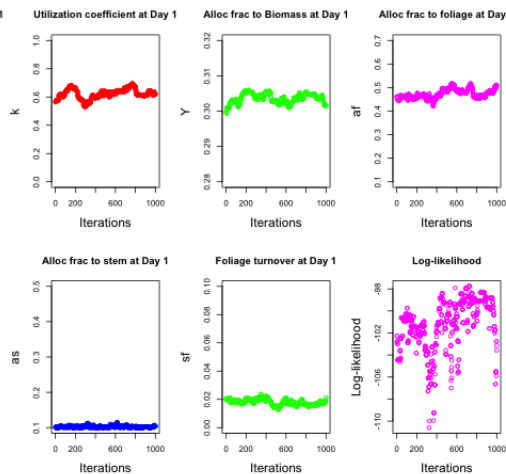 1 Utilization coefficient at Day 1 Alloc frac to Biomass at Day 1 Alloc frac to foliage at Day
k
0.0 0.2 0.4 0.6 0.8 1.0
0 200 600 1000
Iterations
Y
0.28 0.29 0.30 0.31 0.32
0 200 600 1000
Iterations
af
0.1 0.2 0.3 0.4 0.5 0.6 0.7
0 200 600 1000
Iterations
Alloc frac to stem at Day 1 Foliage turnover at Day 1 Log-likelihood
as
0.1 0.2 0.3 0.4 0.5
0 200 600 1000
Iterations
sf
0.00 0.02 0.04 0.06 0.08 0.10
0 200 600 1000
Iterations
Log-likelihood
-110 -106 -102 -98
0 200 600 1000
Iterations